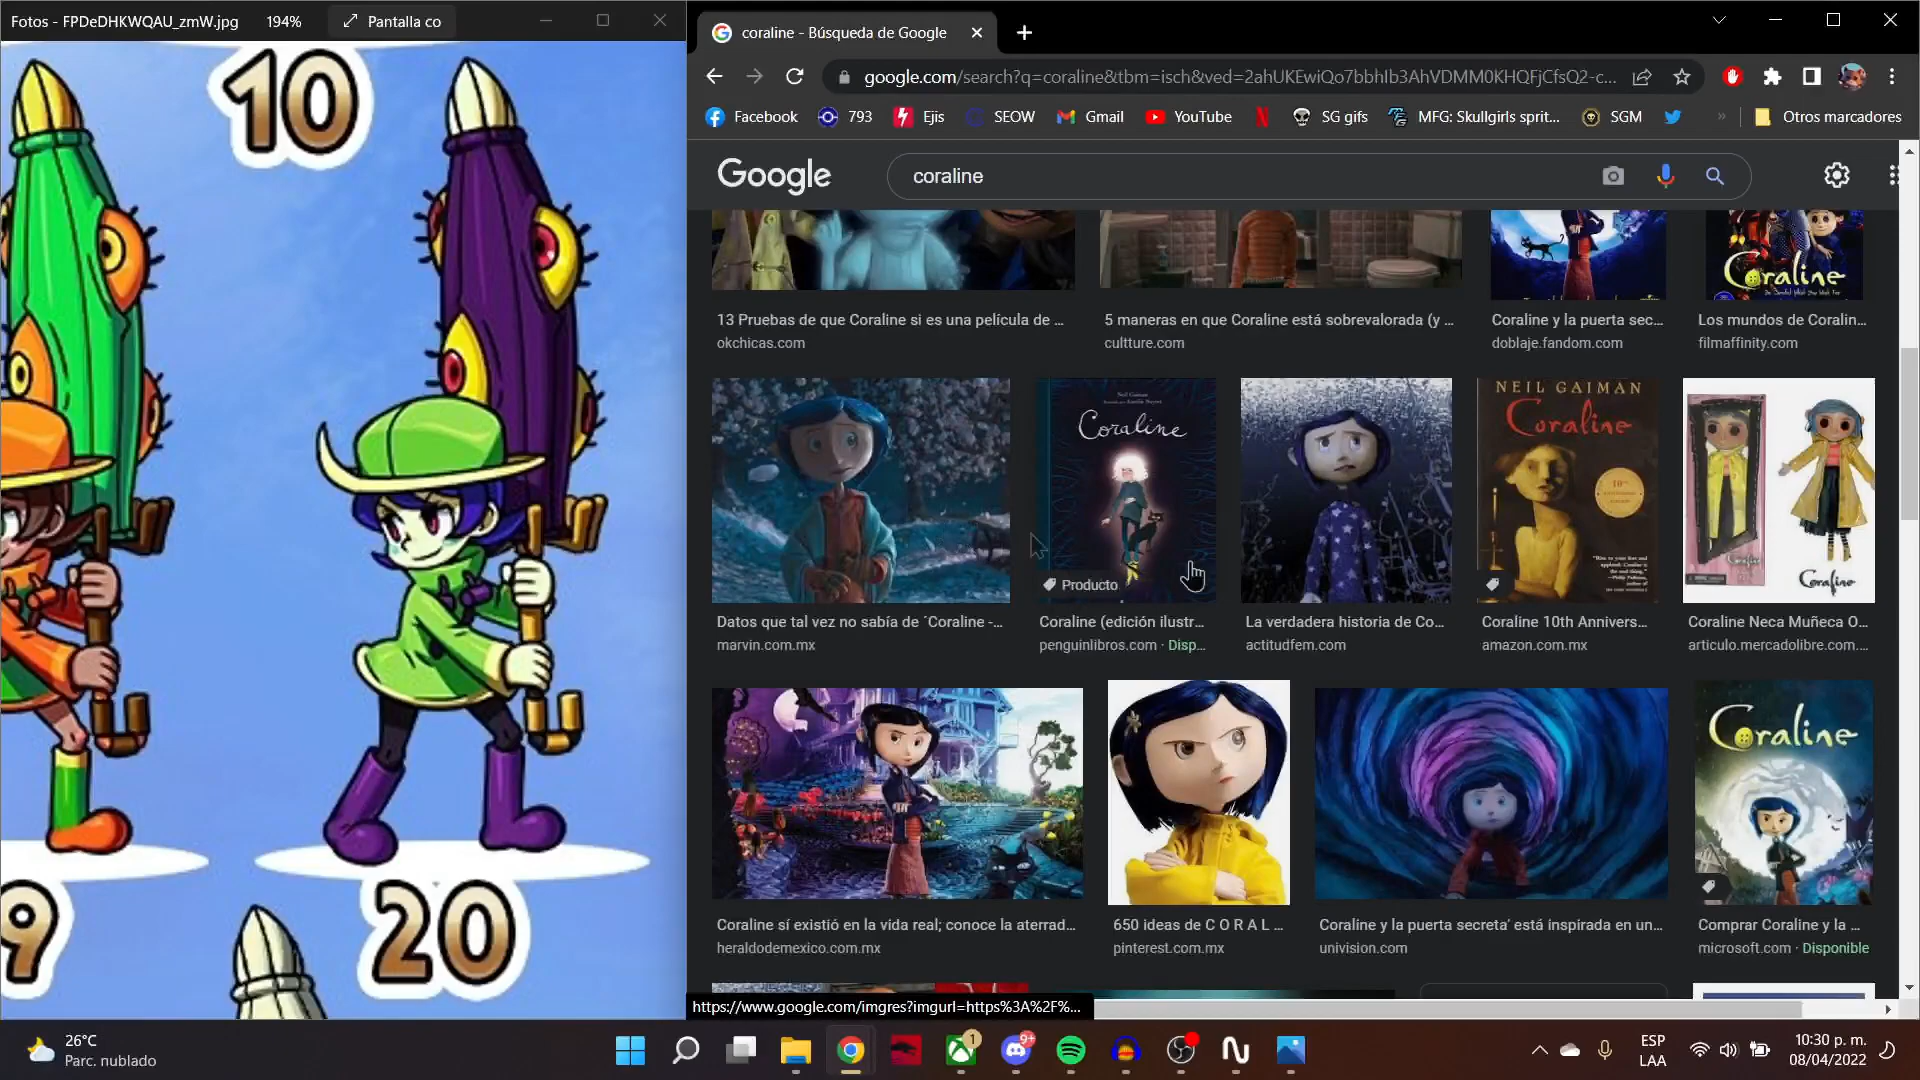 Fotos - FPDeDHKWQAU_zmW.jpg 194% Pantalla co
10
9
20
coraline - Búsqueda de Google
google.com/search?q=coraline&tbm=isch&ved=2ahUKEwiQo7bbhIb3AhVDMM0KHQFjCfsQ2-c...
Facebook 793 Ejis SEOW Gmail YouTube SG gifs MFG: Skullgirls sprit... SGM » Otros marcadores
Google coraline
Coraline
13 Pruebas de que Coraline si es una película de ...
okchicas.com
5 maneras en que Coraline está sobrevalorada (y ...
cultture.com
Coraline y la puerta sec...
doblaje.fandom.com
Los mundos de Coralin...
filmaffinity.com
Neil Gaiman
Coraline
Producto
NEIL GAIMAN
Coraline
Coraline
Coraline
Datos que tal vez no sabía de ´Coraline -...
marvin.com.mx
Coraline (edición ilustr...
penguinlibros.com · Disp...
La verdadera historia de Co...
actitudfem.com
Coraline 10th Annivers...
amazon.com.mx
Coraline Neca Muñeca O...
articulo.mercadolibre.com....
Coraline
Coraline sí existió en la vida real; conoce la aterrad...
heraldodemexico.com.mx
650 ideas de C O R A L ...
pinterest.com.mx
Coraline y la puerta secreta' está inspirada en un...
univision.com
Comprar Coraline y la ...
microsoft.com · Disponible
https://www.google.com/imgres?imgurl=https%3A%2F%...
26°C
Parc. nublado
1
9+
ESP
LAA
10:30 p. m.
08/04/2022